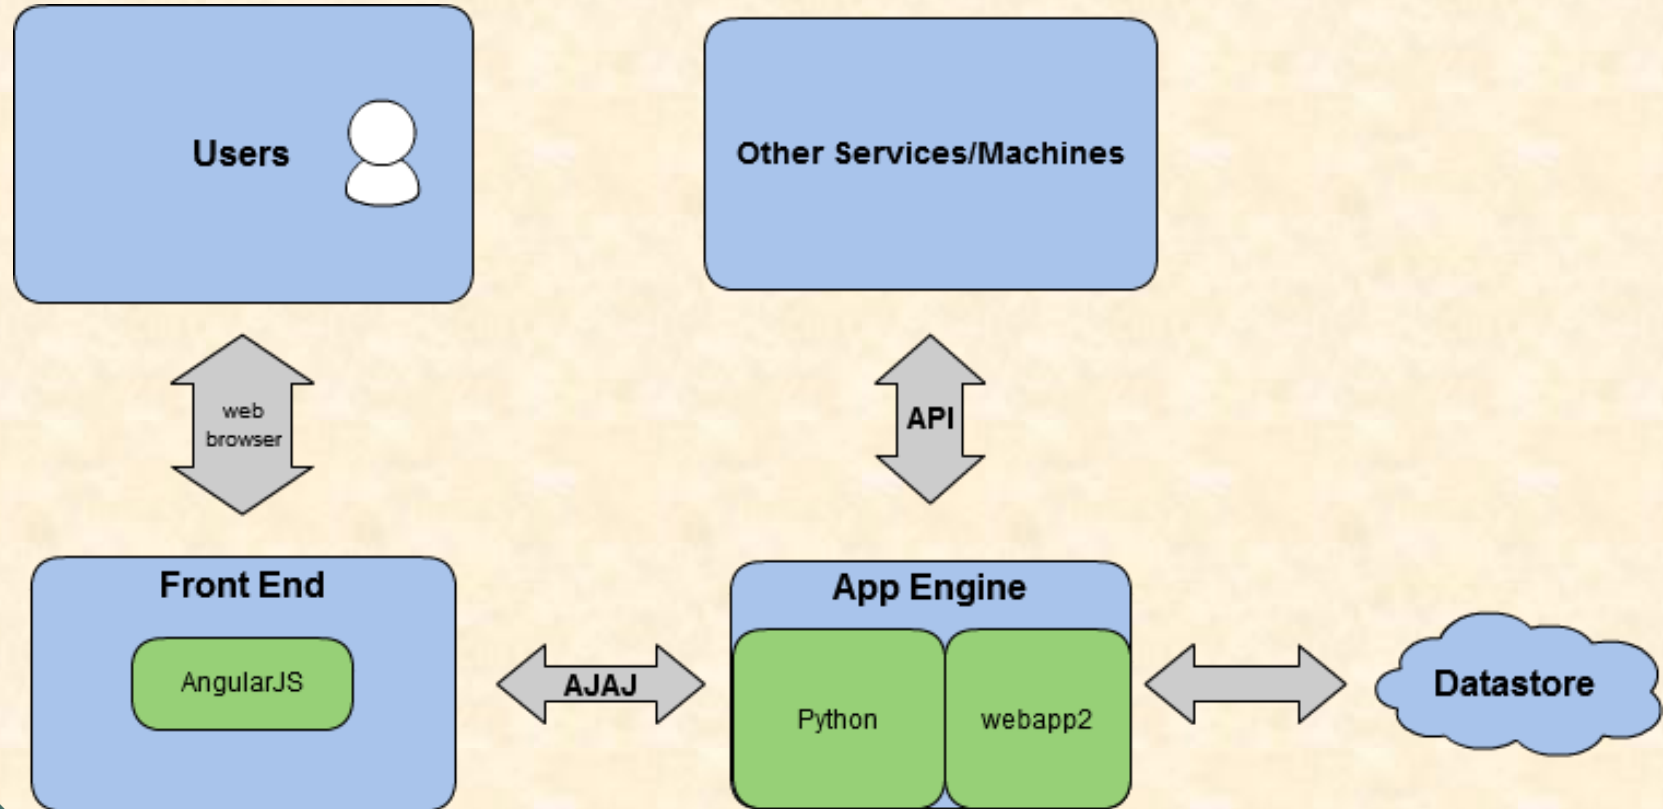 Users
Other Services/Machines
web
browser
API
Front End
AngularJS
AJAJ
App Engine
Python
webapp2
Datastore